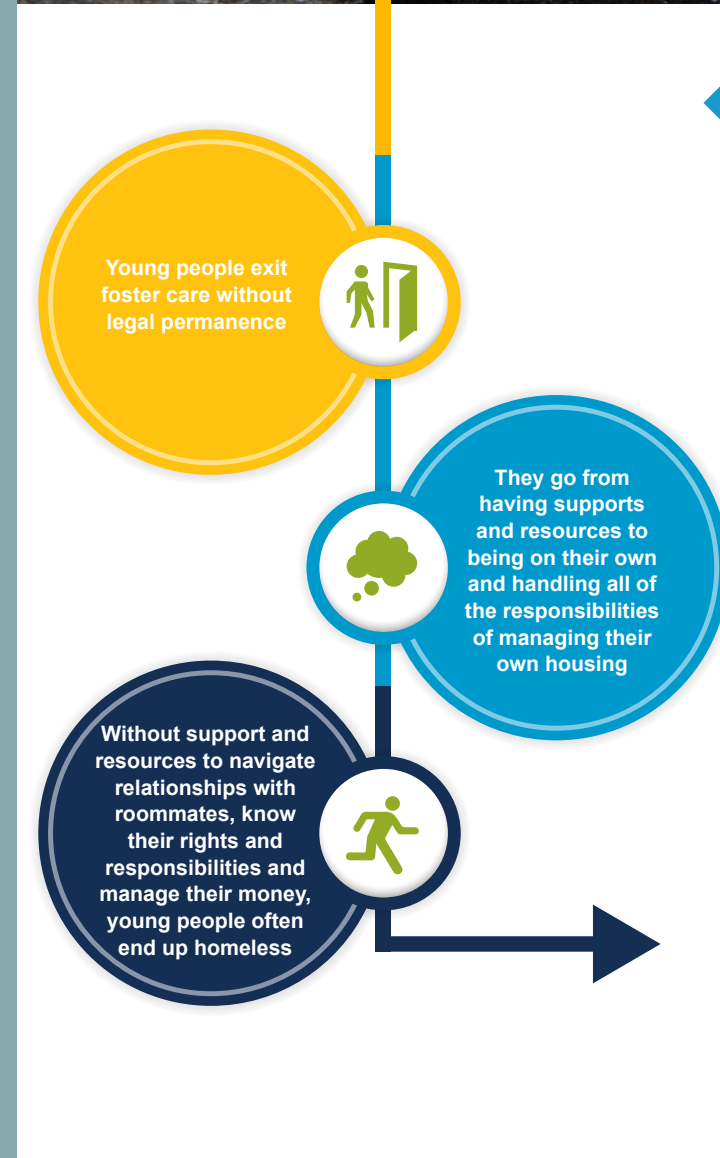 Young people exit
foster care without
legal permanence
They go from
having supports
and resources to
being on their own
and handling all of
the responsibilities
of managing their
own housing
Without support and
resources to navigate
relationships with
roommates, know
their rights and
responsibilities and
manage their money,
young people often
end up homeless